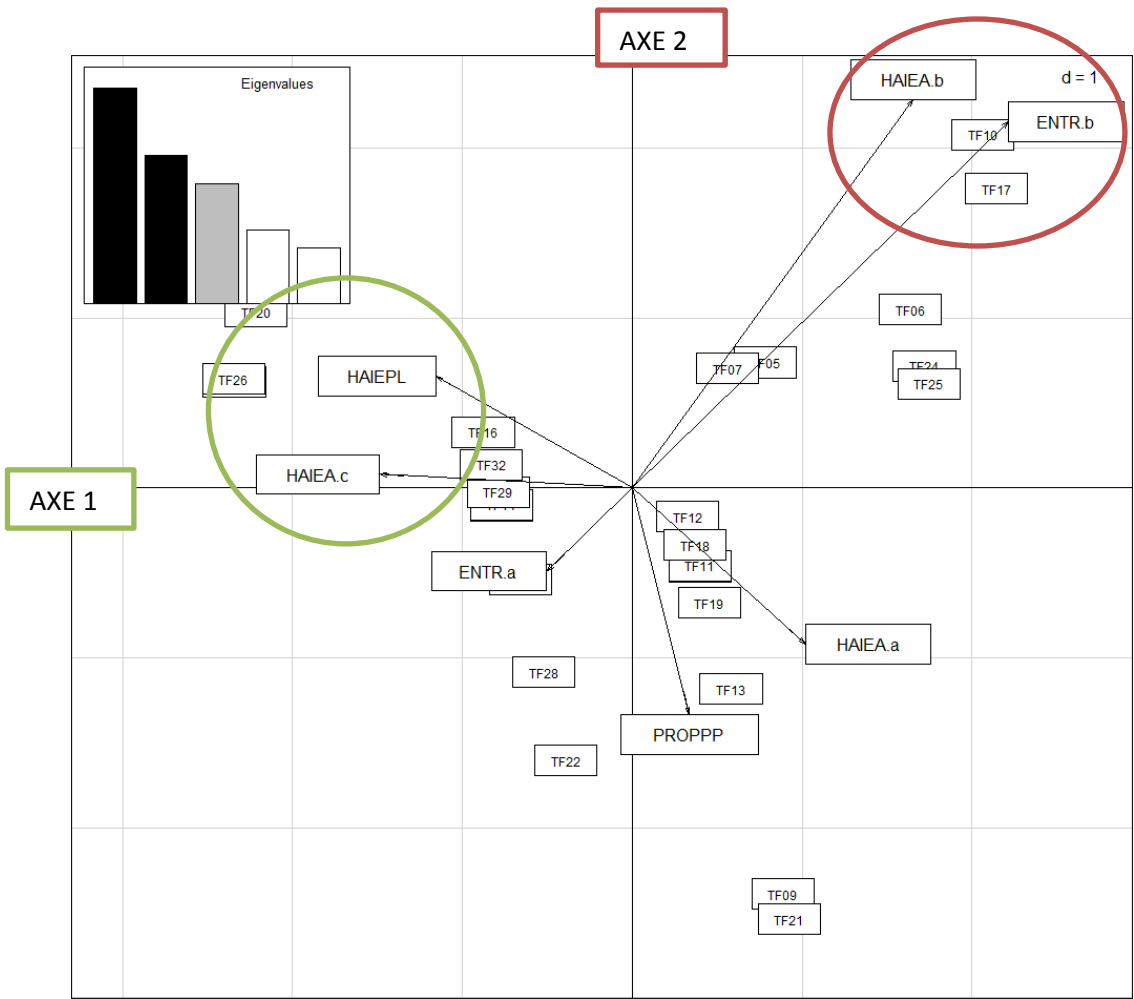 AXE 2
Eigenvalues
d = 1
HAIEA.b
ENTR.b
TF10
TF17
TF20
TF06
HAIEPL
TF26
TF07
F05
TF24
TF25
TF16
TF32
HAIEA.c
AXE 1
TF29
TF12
TF18
TF11
ENTR.a
TF19
HAIEA.a
TF28
TF13
PROPPP
TF22
TF09
TF21